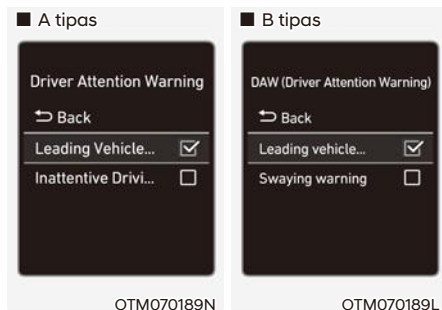 ■ A tipas
Driver Attention Warning
Back
Leading Vehicle...
Inattentive Drivi...
OTM070189N
■ B tipas
DAW (Driver Attention Warning)
Back
Leading vehicle...
Swaying warning
OTM070189L